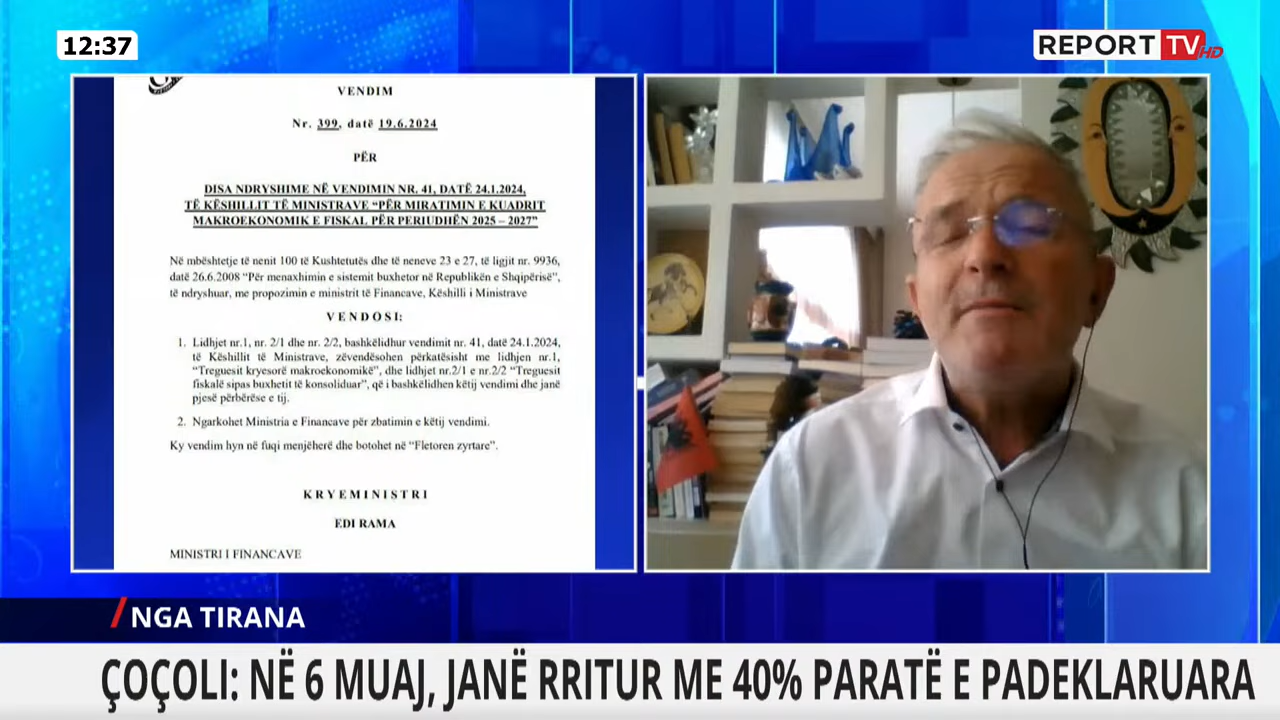 12:37
REPORT TV HD
VENDIM
Nr. 399, datë 19.6.2024
PËR
DISA NDRYSHIME NË VENDIMIN NR. 41, DATË 24.1.2024,
TË KËSHILLIT TË MINISTRAVE “PËR MIRATIMIN E KUADRIT
MAKROEKONOMIK E FISKAL PËR PERIUDHËN 2025 – 2027”
Në mbështetje të nenit 100 të Kushtetutës dhe të neneve 23 e 27, të ligjit nr. 9936,
datë 26.6.2008 “Për menaxhimin e sistemit buxhetor në Republikën e Shqipërisë”,
të ndryshuar, me propozimin e ministrit të Financave, Këshilli i Ministrave
VENDOSI:
1. Lidhjet nr.1, nr. 2/1 dhe nr. 2/2, bashkëlidhur vendimit nr. 41, datë 24.1.2024,
të Këshillit të Ministrave, zëvendësohen përkatësisht me lidhjen nr.1,
“Treguesit kryesorë makroekonomikë”, dhe lidhjet nr.2/1 e nr.2/2 “Treguesit
fiskalë sipas buxhetit të konsoliduar”, që i bashkëlidhen këtij vendimi dhe janë
pjesë përbërëse e tij.
2. Ngarkohet Ministria e Financave për zbatimin e këtij vendimi.
Ky vendim hyn në fuqi menjëherë dhe botohet në “Fletoren zyrtare”.
KRYEMINISTRI
EDI RAMA
MINISTRI I FINANCAVE
NGA TIRANA
ÇOÇOLI: NË 6 MUAJ, JANË RRITUR ME 40% PARATË E PADEKLARUARA